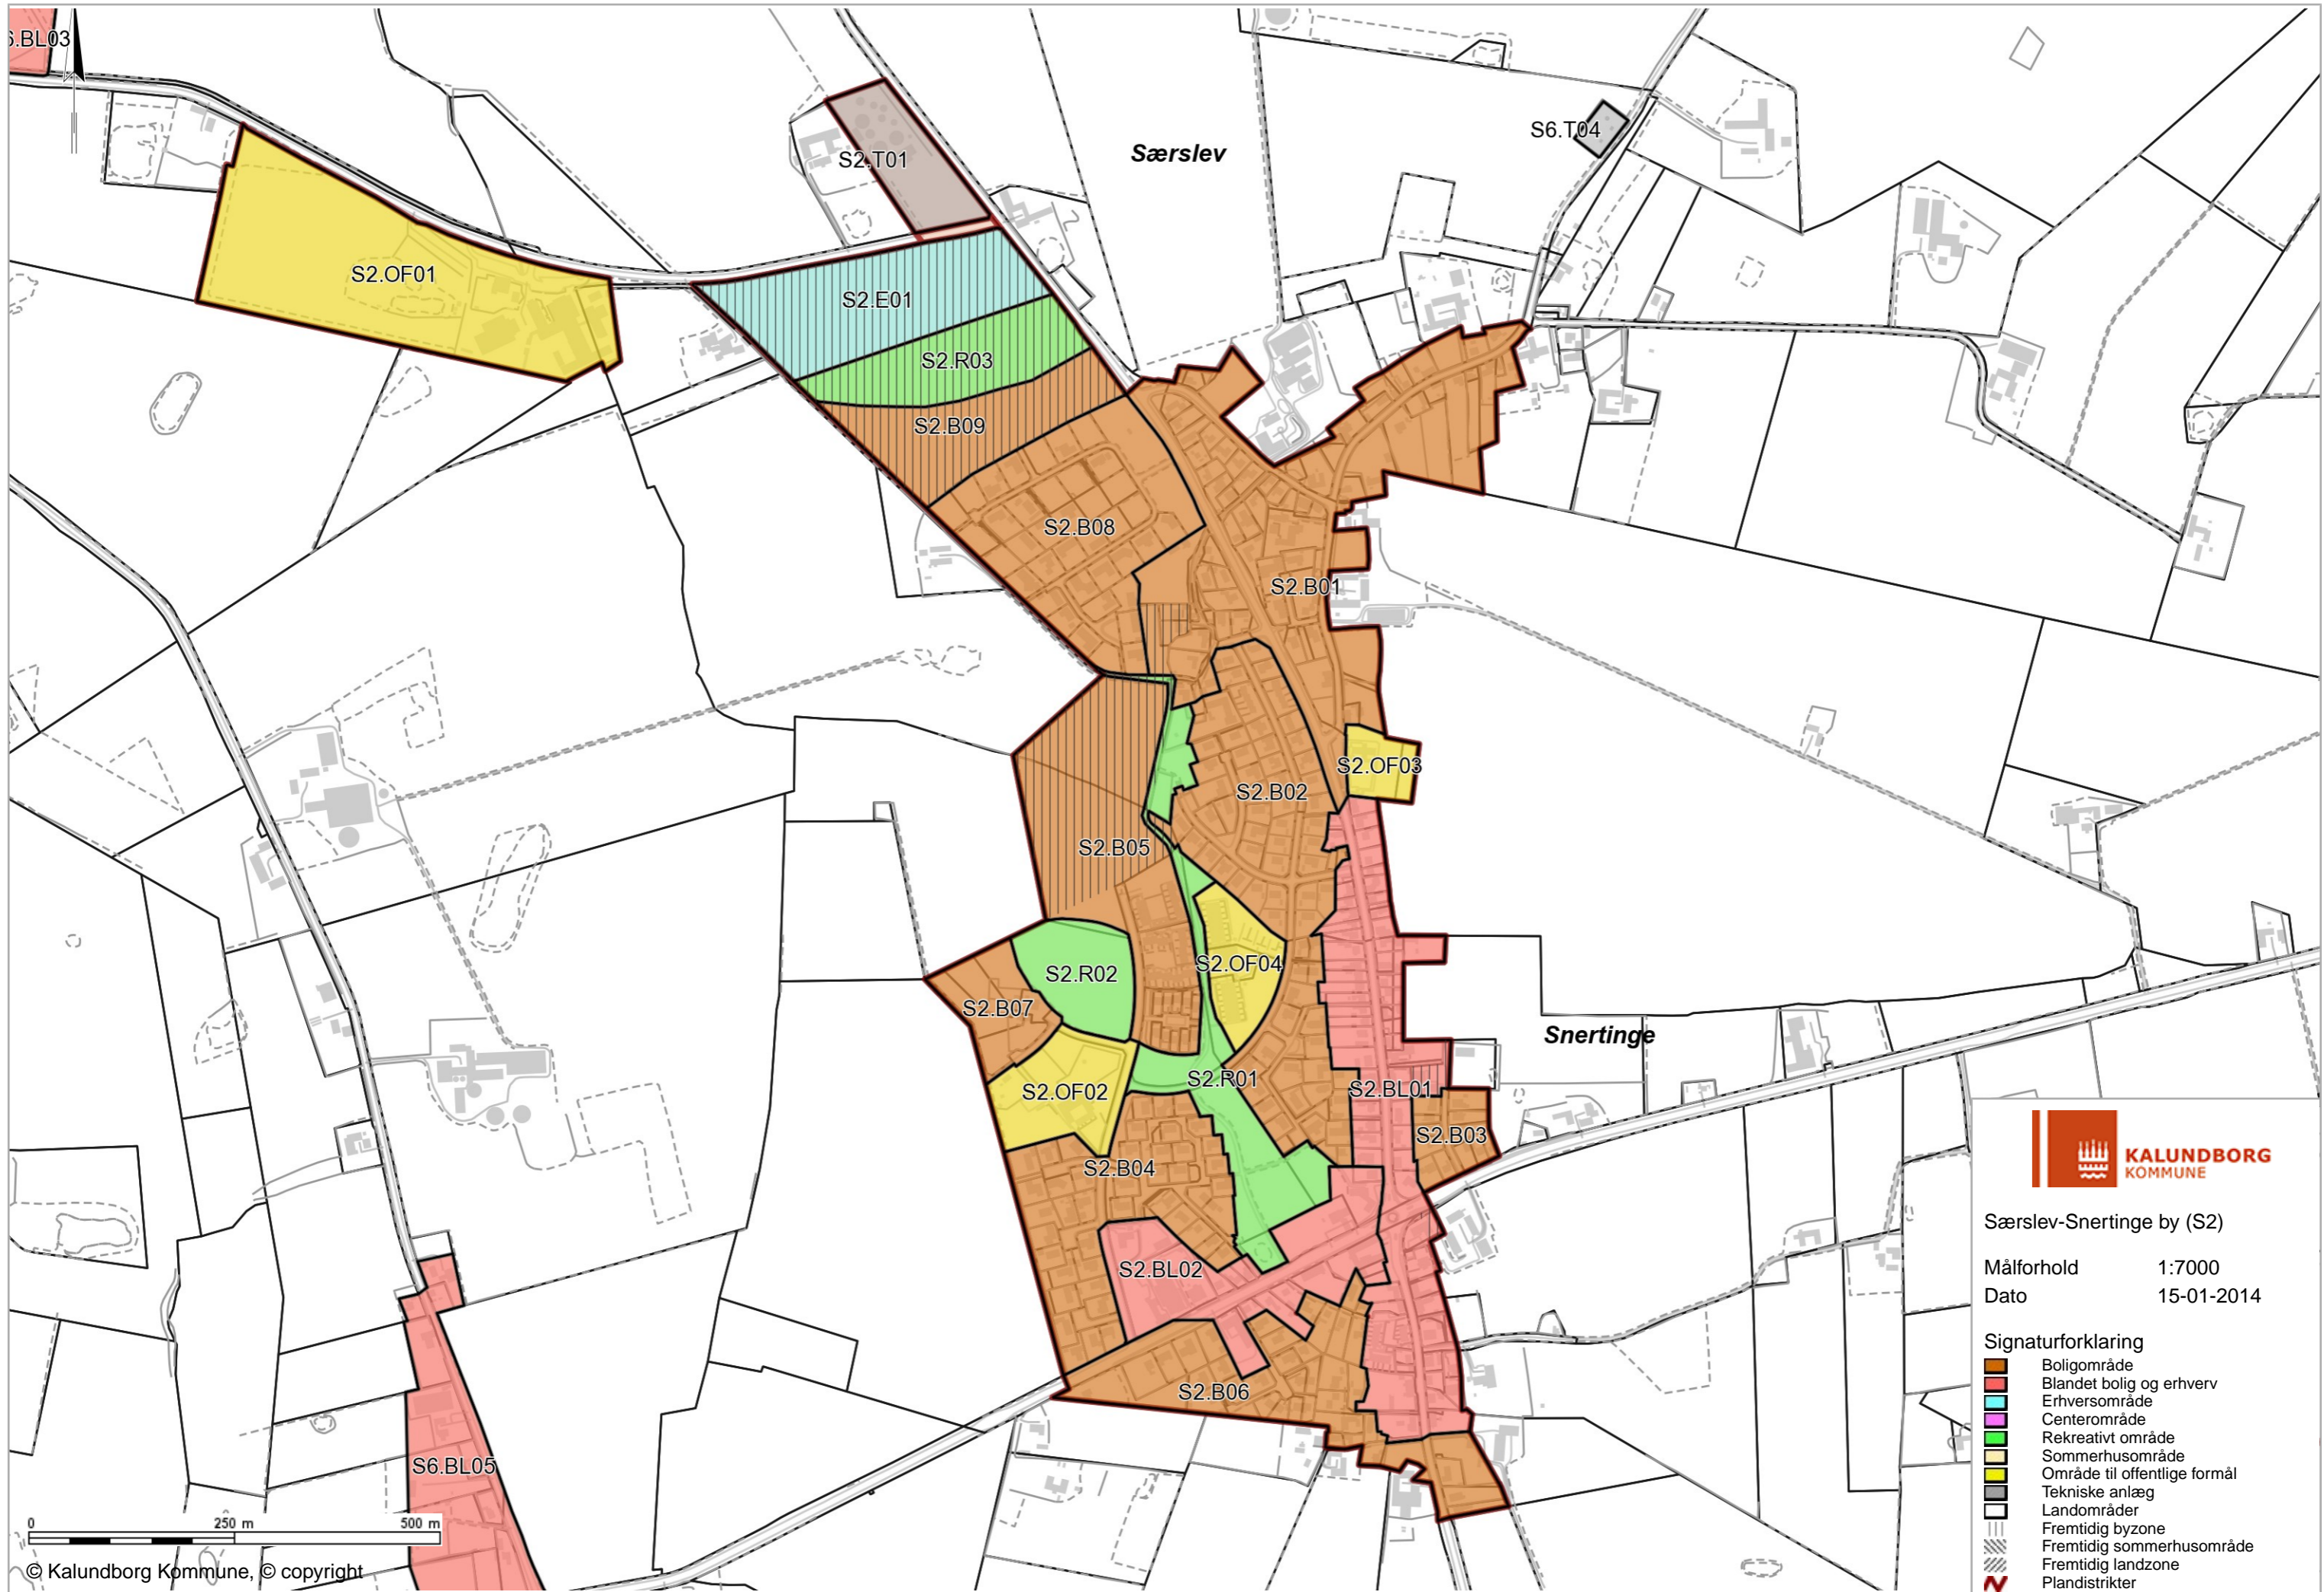 S6.T04
Særslev
S2.T01
S2.OF01
S2.E01
S2.R03
S2.B09
S2.B08
S2.B01
S2.OF03
S2.B02
S2.B05
S2.OF04
S2.R02
S2.B07
Snertinge
S2.R01
S2.BL01
S2.OF02
S2.B03
S2.B04
S2.BL02
S2.B06
S6.BL05
KALUNDBORG
KOMMUNE
Særslev-Snertinge by (S2)
Målforhold 1:7000
Dato 15-01-2014
Signaturforklaring
Boligområde
Blandet bolig og erhverv
Erhversområde
Centerområde
Rekreativt område
Sommerhusområde
Område til offentlige formål
Tekniske anlæg
Landområder
Fremtidig byzone
Fremtidig sommerhusområde
Fremtidig landzone
Plandistrikter
0 250 m 500 m
© Kalundborg Kommune, © copyright